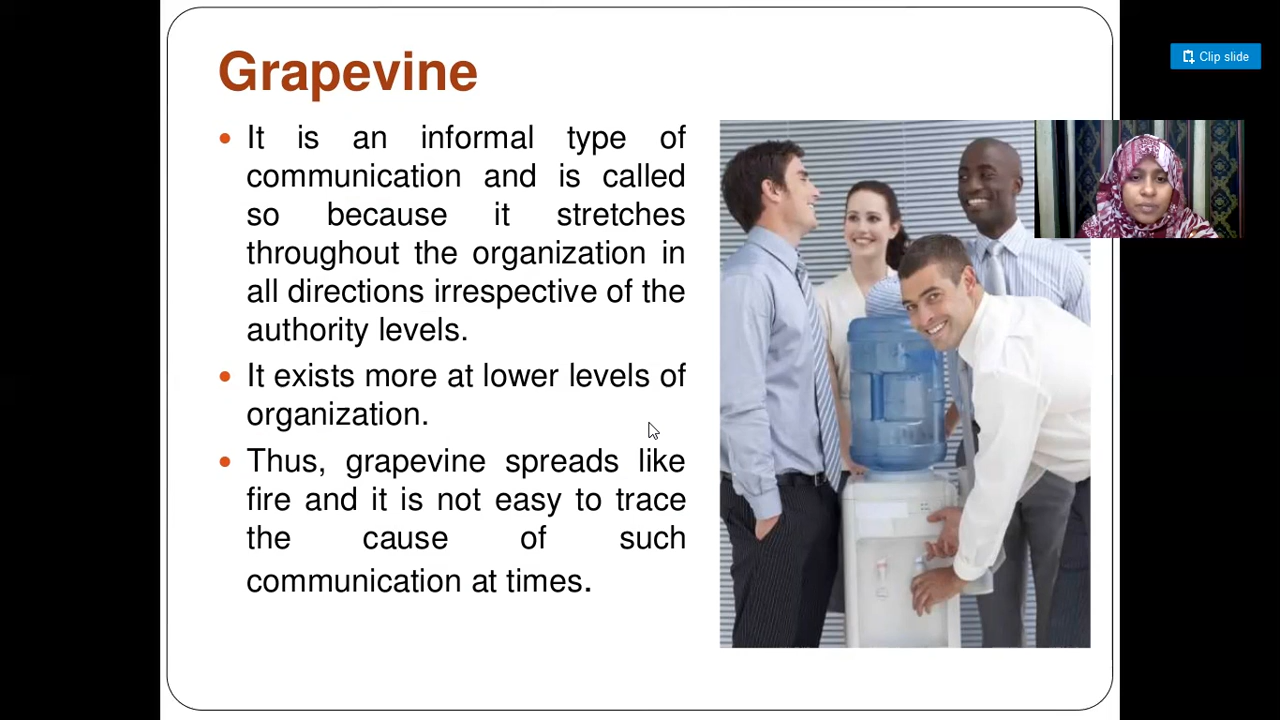 Grapevine
Clip slide
• It is an informal type of
communication and is called
so because it stretches
throughout the organization in
all directions irrespective of the
authority levels.
• It exists more at lower levels of
organization.
• Thus, grapevine spreads like
fire and it is not easy to trace
the cause of such
communication at times.